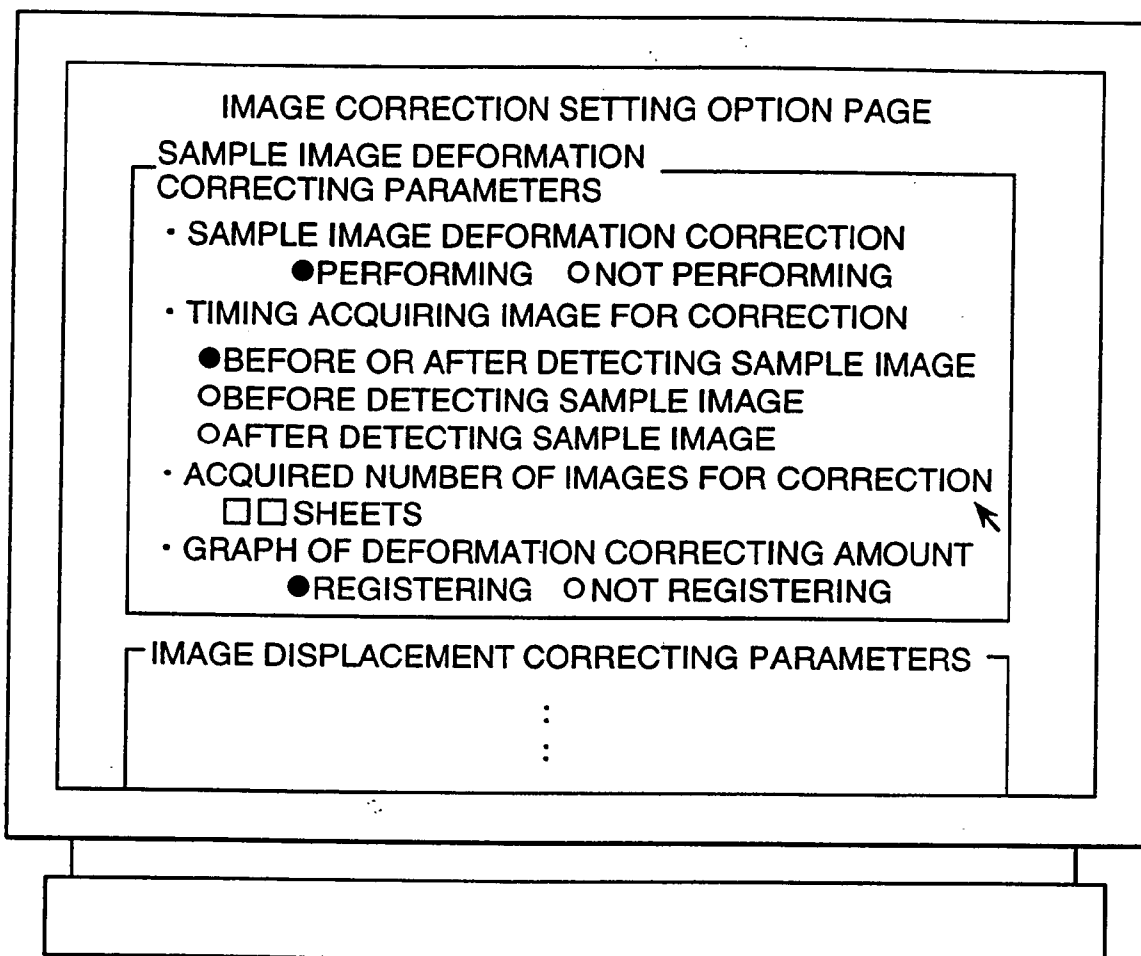 IMAGE CORRECTION SETTING OPTION PAGE
SAMPLE IMAGE DEFORMATION
CORRECTING PARAMETERS
・SAMPLE IMAGE DEFORMATION CORRECTION
●PERFORMING ○NOT PERFORMING
・TIMING ACQUIRING IMAGE FOR CORRECTION
●BEFORE OR AFTER DETECTING SAMPLE IMAGE
○BEFORE DETECTING SAMPLE IMAGE
○AFTER DETECTING SAMPLE IMAGE
・ACQUIRED NUMBER OF IMAGES FOR CORRECTION
□□SHEETS
・GRAPH OF DEFORMATION CORRECTING AMOUNT
●REGISTERING ○NOT REGISTERING
IMAGE DISPLACEMENT CORRECTING PARAMETERS